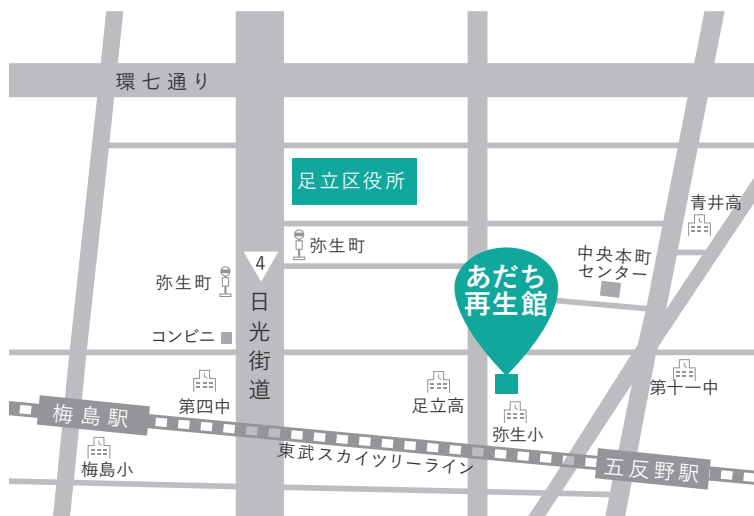 環七通り
足立区役所
青井高
弥生町
中央本町
センター
弥生町
4
日光街道
あだち
再生館
コンビニ
第四中
足立高
第十一中
弥生小
梅島駅
梅島小
東武スカイツリーライン
五反野駅